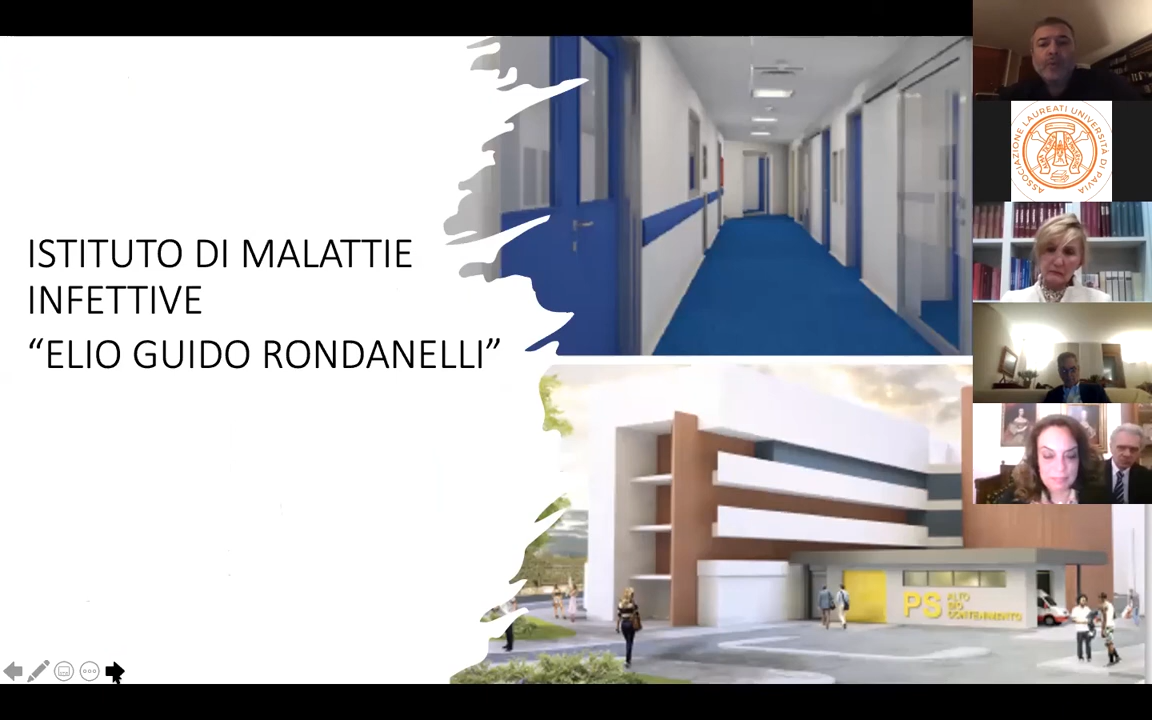 ISTITUTO DI MALATTIE
INFETTIVE
“ELIO GUIDO RONDANELLI”
PS ALTO
BIO
CONTENIMENTO
ASSOCIAZIONE LAUREATI UNIVERSITÀ DI PAVIA